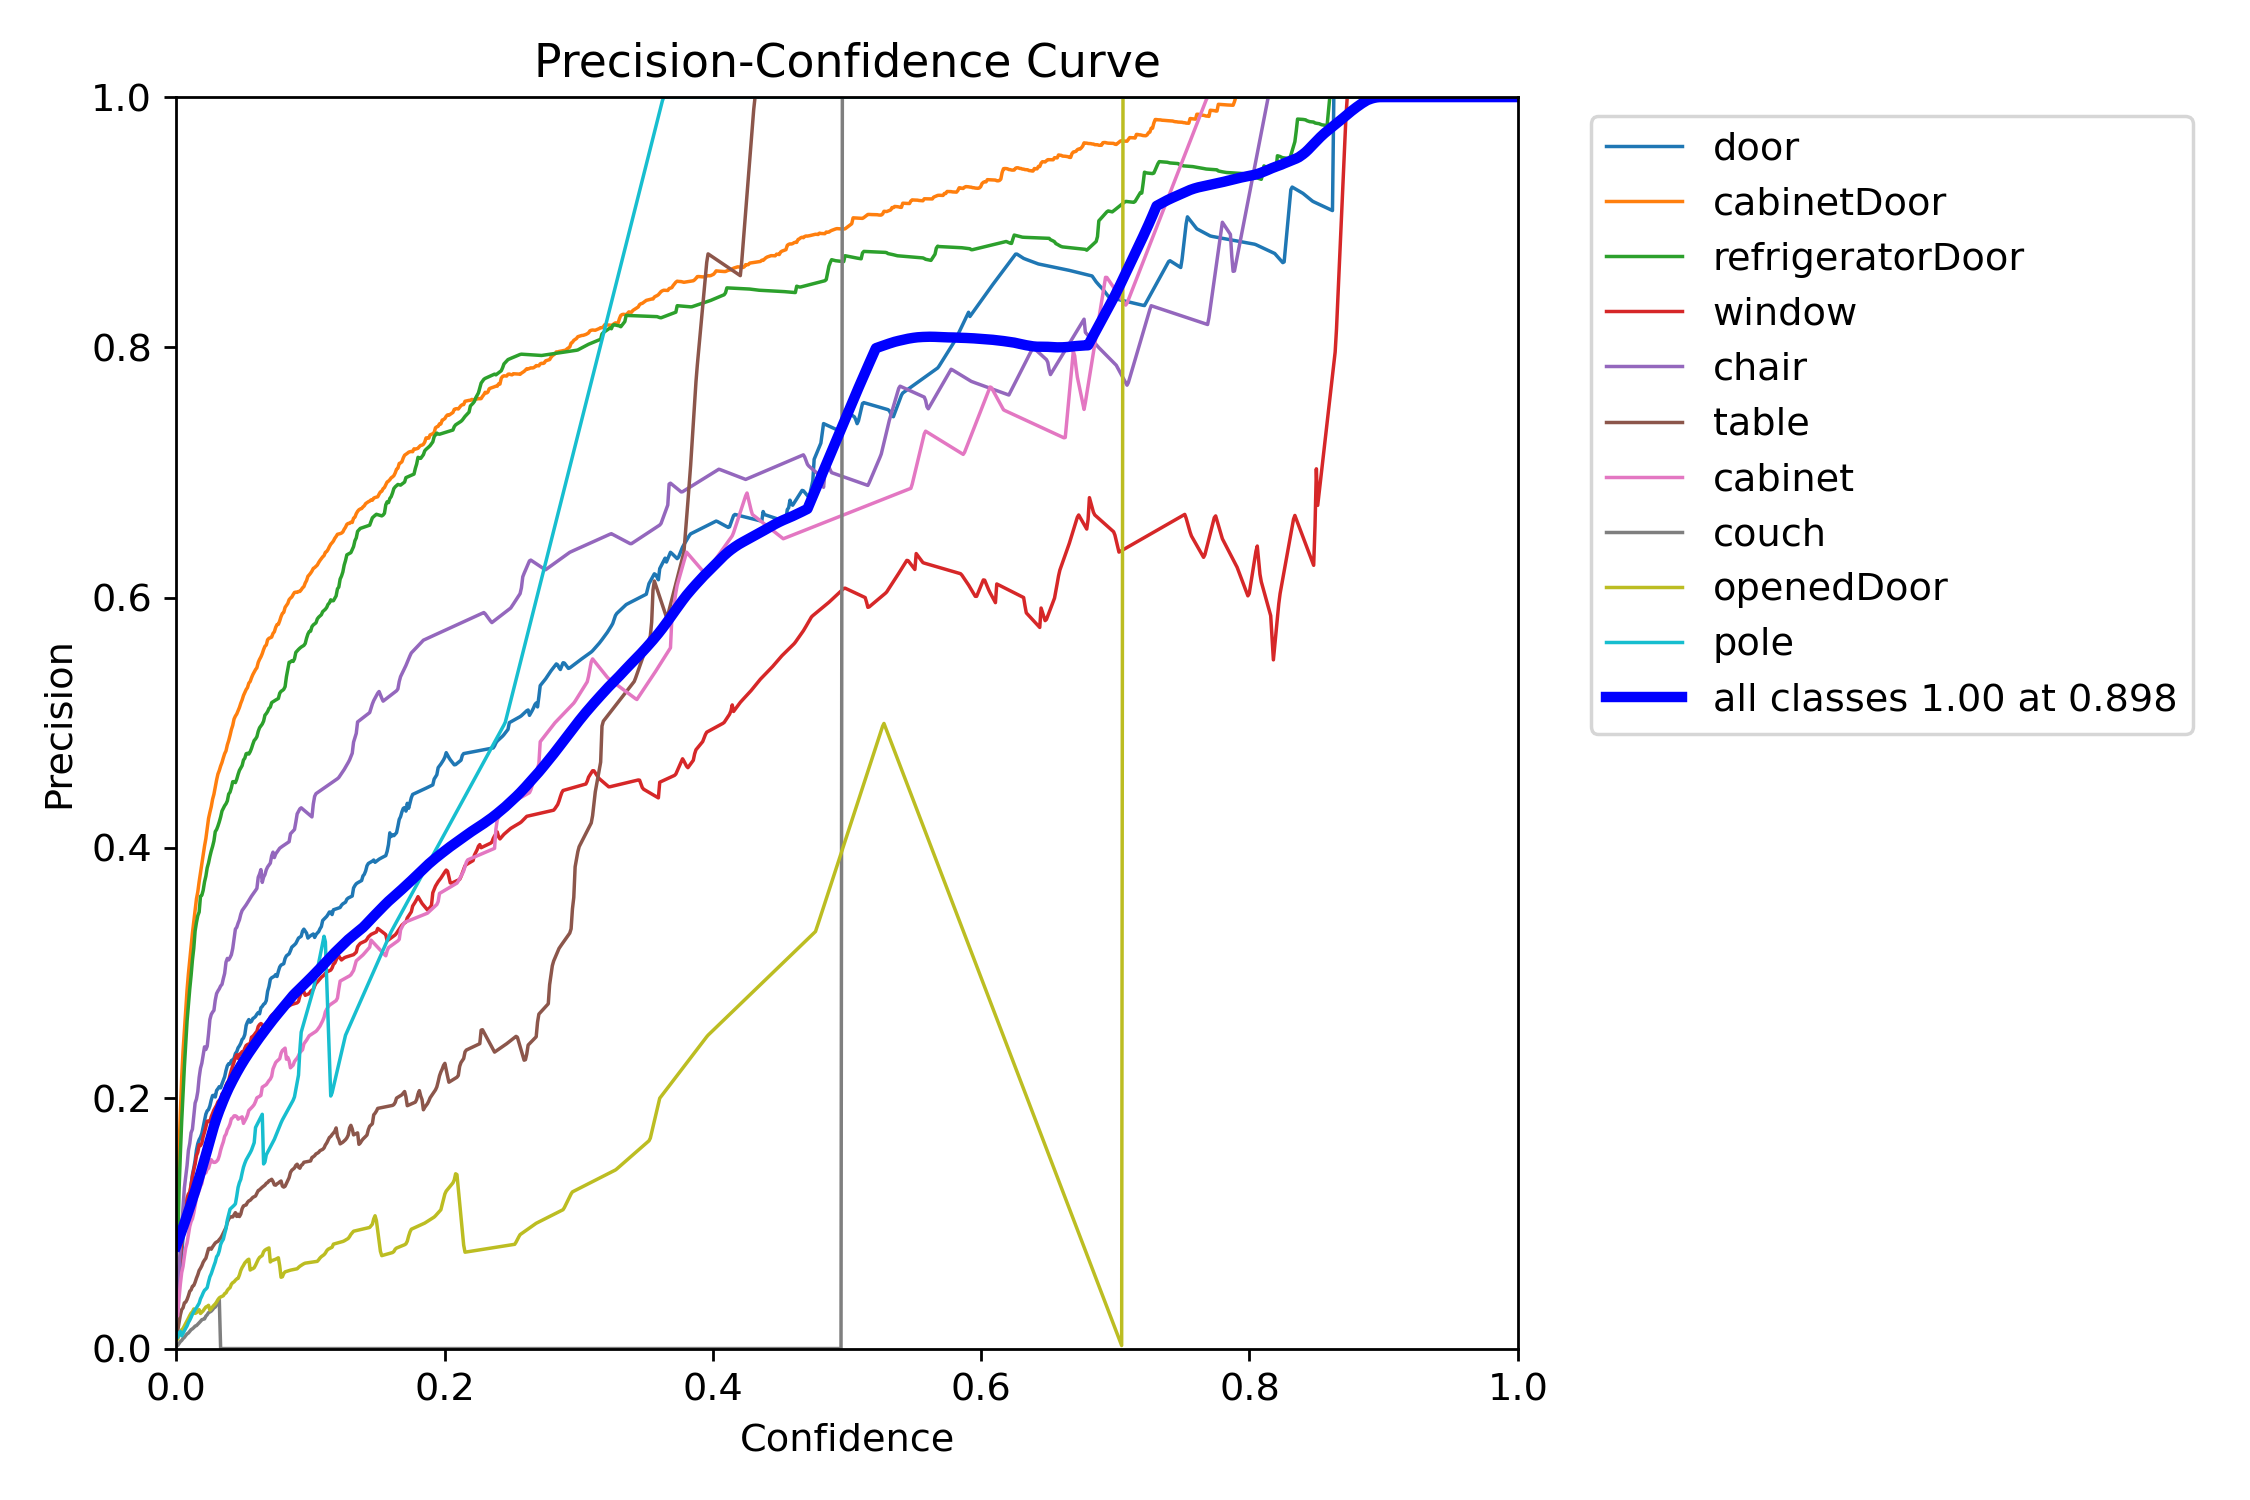 Precision-Confidence Curve
1.0
0.8
0.6
0.4
0.2
0.0
Precision
0.0 0.2 0.4 0.6 0.8 1.0
Confidence
door
cabinetDoor
refrigeratorDoor
window
chair
table
cabinet
couch
openedDoor
pole
all classes 1.00 at 0.898